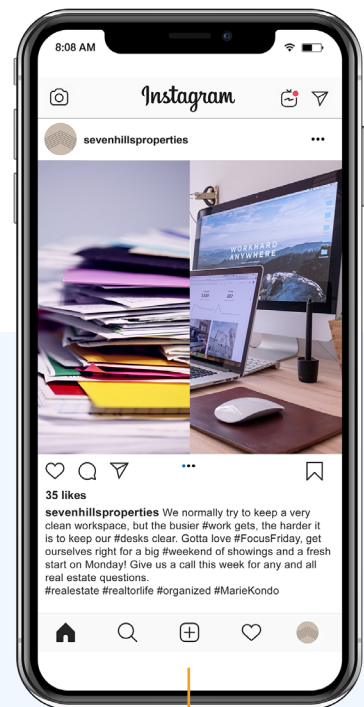 8:08 AM
Instagram
sevenhillsproperties
WORKHARD
ANYWHERE
35 likes
sevenhillsproperties We normally try to keep a very
clean workspace, but the busier #work gets, the harder it
is to keep our #desks clear. Gotta love #FocusFriday, get
ourselves right for a big #weekend of showings and a fresh
start on Monday! Give us a call this week for any and all
real estate questions.
#realestate #realtorlife #organized #MarieKondo